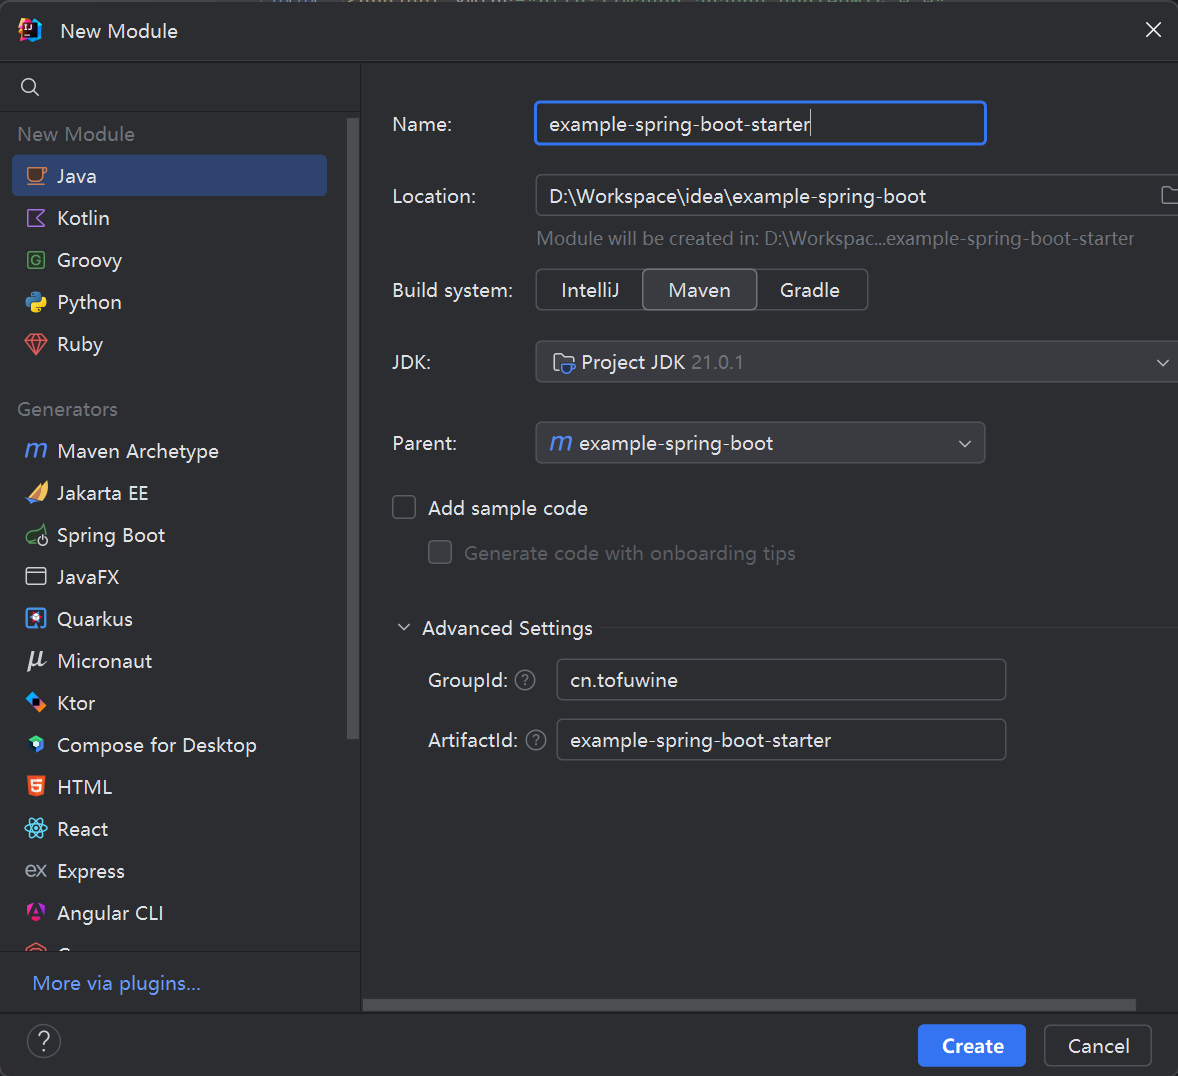 New Module
New Module
Java
Kotlin
Groovy
Python
Ruby
Generators
Maven Archetype
Jakarta EE
Spring Boot
JavaFX
Quarkus
Micronaut
Ktor
Compose for Desktop
HTML
React
Express
Angular CLI
More via plugins...
Name: example-spring-boot-starter
Location: D:\Workspace\idea\example-spring-boot
Module will be created in: D:\Workspac...example-spring-boot-starter
Build system: IntelliJ Maven Gradle
JDK: Project JDK 21.0.1
Parent: example-spring-boot
Add sample code
Generate code with onboarding tips
Advanced Settings
GroupId: ? cn.tofuwine
ArtifactId: ? example-spring-boot-starter
? Create Cancel